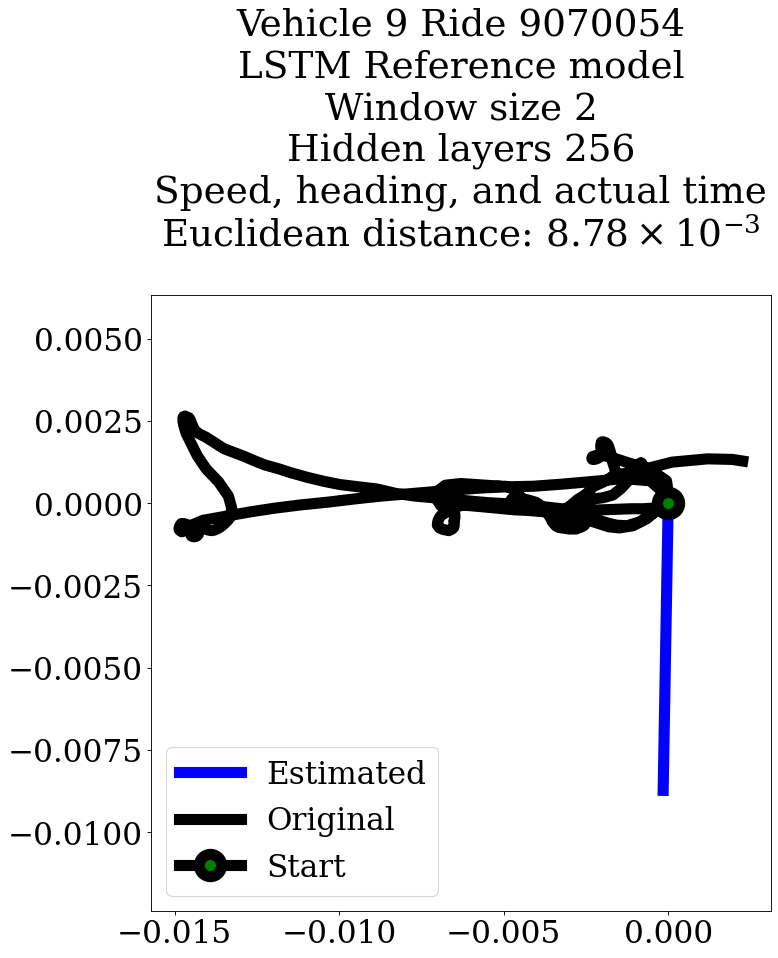 Vehicle 9 Ride 9070054
LSTM Reference model
Window size 2
Hidden layers 256
Speed, heading, and actual time
Euclidean distance: 8.78 × 10⁻³
0.0050
0.0025
0.0000
−0.0025
−0.0050
−0.0075
−0.0100
Estimated
Original
Start
−0.015 −0.010 −0.005 0.000